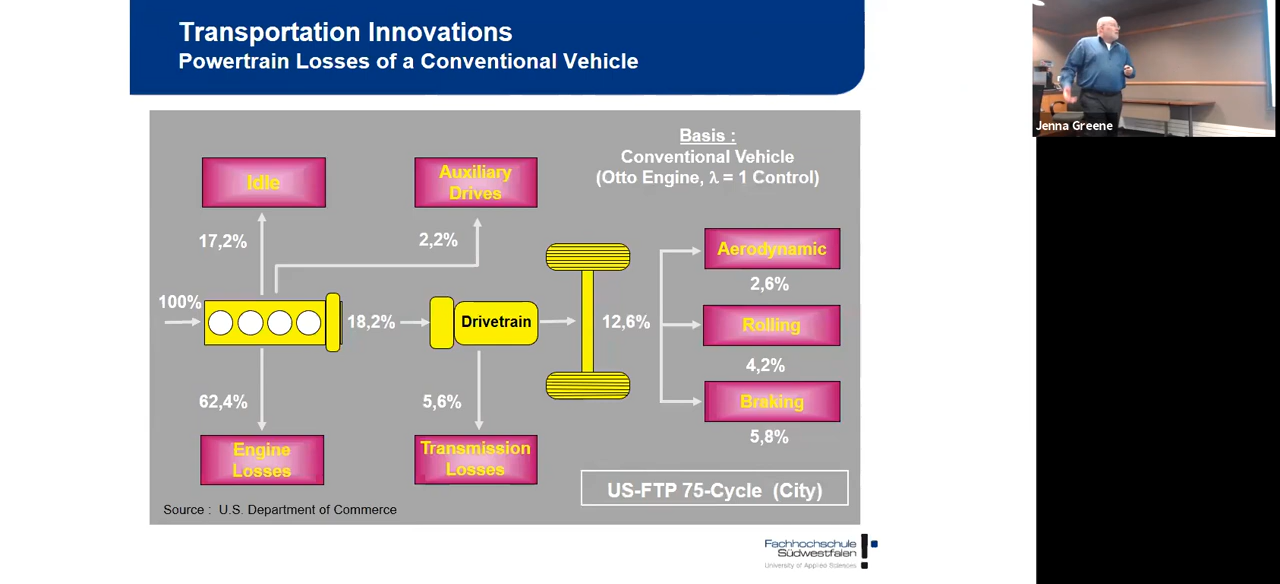 Transportation Innovations
Powertrain Losses of a Conventional Vehicle
Jenna Greene
Basis :
Conventional Vehicle
(Otto Engine, λ = 1 Control)
Idle
Auxiliary
Drives
17,2%
2,2%
Aerodynamic
2,6%
100%
18,2%
Drivetrain
12,6%
Rolling
4,2%
62,4%
5,6%
Braking
5,8%
Engine
Losses
Transmission
Losses
US-FTP 75-Cycle (City)
Source : U.S. Department of Commerce
Fachhochschule
Südwestfalen
University of Applied Sciences